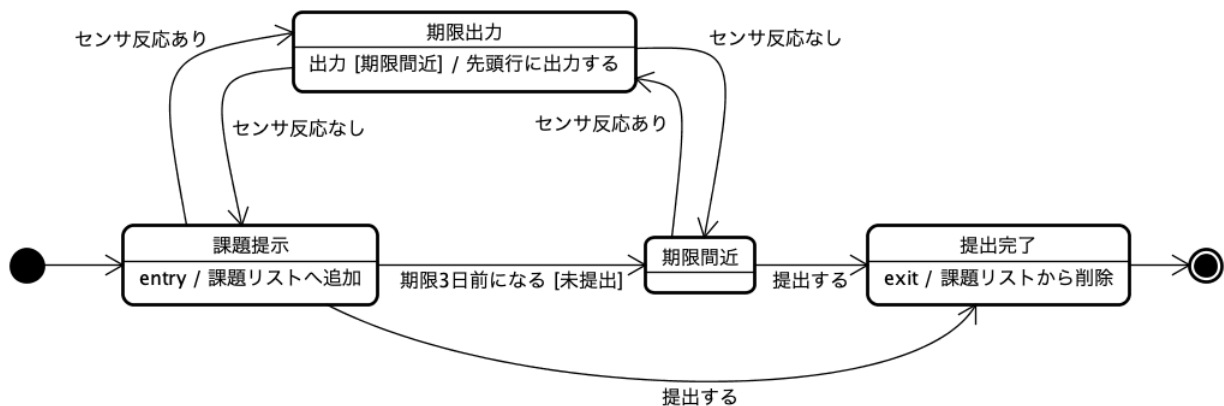 期限出力
出力 [期限間近] / 先頭行に出力する
センサ反応あり
センサ反応なし
センサ反応なし
センサ反応あり
課題提示
entry / 課題リストへ追加
期限3日前になる [未提出]
期限間近
提出する
提出完了
exit / 課題リストから削除
提出する